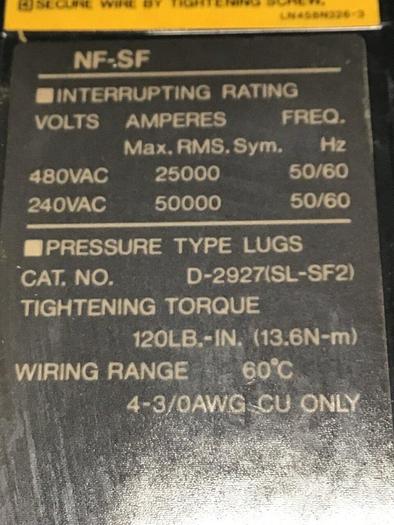 4 SECURE WIRE BY TIGHTENING SCREW.
LN458N326-3
NF-SF
INTERRUPTING RATING
VOLTS AMPERES FREQ.
Max. RMS. Sym. Hz
480VAC 25000 50/60
240VAC 50000 50/60
PRESSURE TYPE LUGS
CAT. NO. D-2927(SL-SF2)
TIGHTENING TORQUE
120LB.-IN. (13.6N-m)
WIRING RANGE 60°C
4-3/0AWG CU ONLY